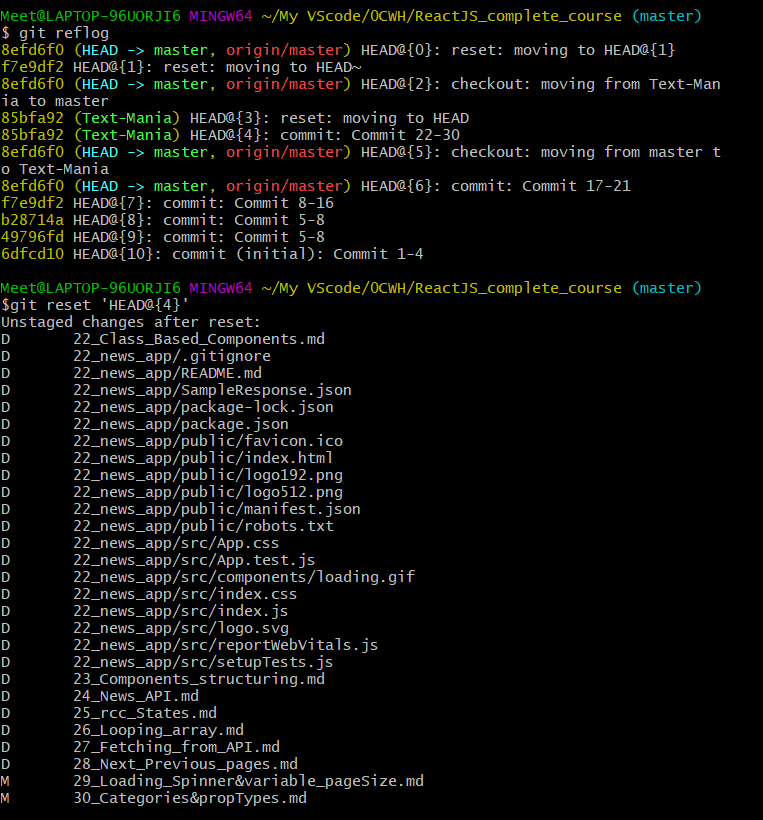 Meet@LAPTOP-96UORJI6 MINGW64 ~/My VScode/OCWH/ReactJS_complete_course (master)
$ git reflog
8efd6f0 (HEAD -> master, origin/master) HEAD@{0}: reset: moving to HEAD@{1}
f7e9df2 HEAD@{1}: reset: moving to HEAD~
8efd6f0 (HEAD -> master, origin/master) HEAD@{2}: checkout: moving from Text-Man
ia to master
85bfa92 (Text-Mania) HEAD@{3}: reset: moving to HEAD
85bfa92 (Text-Mania) HEAD@{4}: commit: Commit 22-30
8efd6f0 (HEAD -> master, origin/master) HEAD@{5}: checkout: moving from master t
o Text-Mania
8efd6f0 (HEAD -> master, origin/master) HEAD@{6}: commit: Commit 17-21
f7e9df2 HEAD@{7}: commit: Commit 8-16
b28714a HEAD@{8}: commit: Commit 5-8
49796fd HEAD@{9}: commit: Commit 5-8
6dfcd10 HEAD@{10}: commit (initial): Commit 1-4
Meet@LAPTOP-96UORJI6 MINGW64 ~/My VScode/OCWH/ReactJS_complete_course (master)
$git reset 'HEAD@{4}'
Unstaged changes after reset:
D       22_Class_Based_Components.md
D       22_news_app/.gitignore
D       22_news_app/README.md
D       22_news_app/SampleResponse.json
D       22_news_app/package-lock.json
D       22_news_app/package.json
D       22_news_app/public/favicon.ico
D       22_news_app/public/index.html
D       22_news_app/public/logo192.png
D       22_news_app/public/logo512.png
D       22_news_app/public/manifest.json
D       22_news_app/public/robots.txt
D       22_news_app/src/App.css
D       22_news_app/src/App.test.js
D       22_news_app/src/components/loading.gif
D       22_news_app/src/index.css
D       22_news_app/src/index.js
D       22_news_app/src/logo.svg
D       22_news_app/src/reportWebVitals.js
D       22_news_app/src/setupTests.js
D       23_Components_structuring.md
D       24_News_API.md
D       25_rcc_States.md
D       26_Looping_array.md
D       27_Fetching_from_API.md
D       28_Next_Previous_pages.md
M       29_Loading_Spinner&variable_pageSize.md
M       30_Categories&propTypes.md